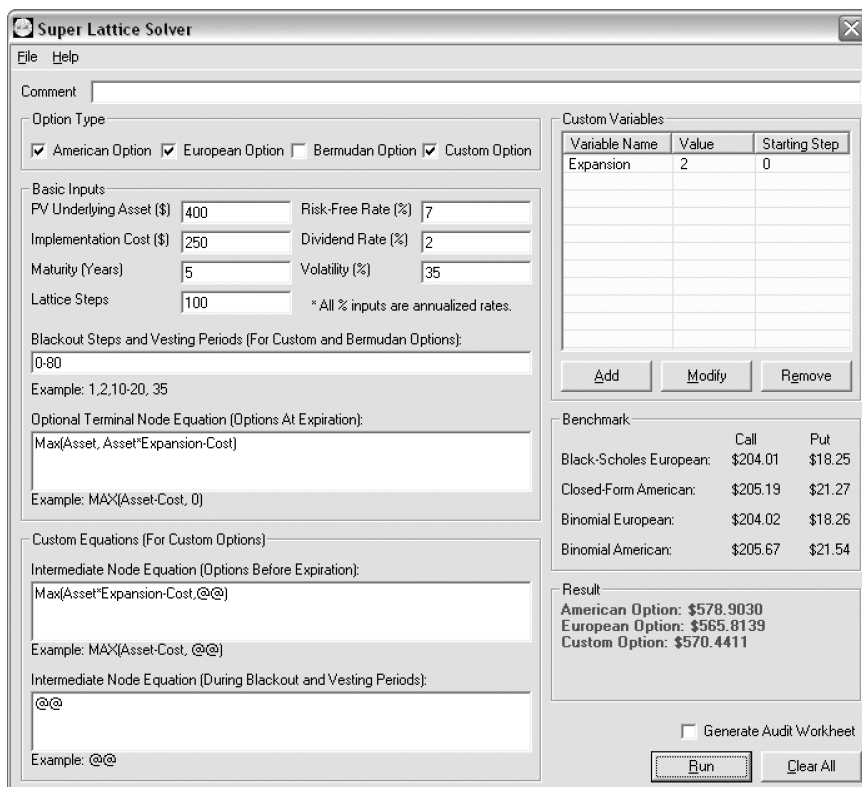 Super Lattice Solver
File Help
Comment
Option Type
American Option European Option Bermudan Option Custom Option
Basic Inputs
PV Underlying Asset ($) 400 Risk-Free Rate (%) 7
Implementation Cost ($) 250 Dividend Rate (%) 2
Maturity (Years) 5 Volatility (%) 35
Lattice Steps 100 * All % inputs are annualized rates.
Blackout Steps and Vesting Periods (For Custom and Bermudan Options):
0-80
Example: 1,2,10-20, 35
Optional Terminal Node Equation (Options At Expiration):
Max(Asset, Asset*Expansion-Cost)
Example: MAX(Asset-Cost, 0)
Custom Equations (For Custom Options)
Intermediate Node Equation (Options Before Expiration):
Max(Asset*Expansion-Cost,@@)
Example: MAX(Asset-Cost, @@)
Intermediate Node Equation (During Blackout and Vesting Periods):
@@
Example: @@
Custom Variables
Variable Name Value Starting Step
Expansion 2 0
Add Modify Remove
Benchmark
Call Put
Black-Scholes European: $204.01 $18.25
Closed-Form American: $205.19 $21.27
Binomial European: $204.02 $18.26
Binomial American: $205.67 $21.54
Result
American Option: $578.9030
European Option: $565.8139
Custom Option: $570.4411
Generate Audit Workheet
Run Clear All